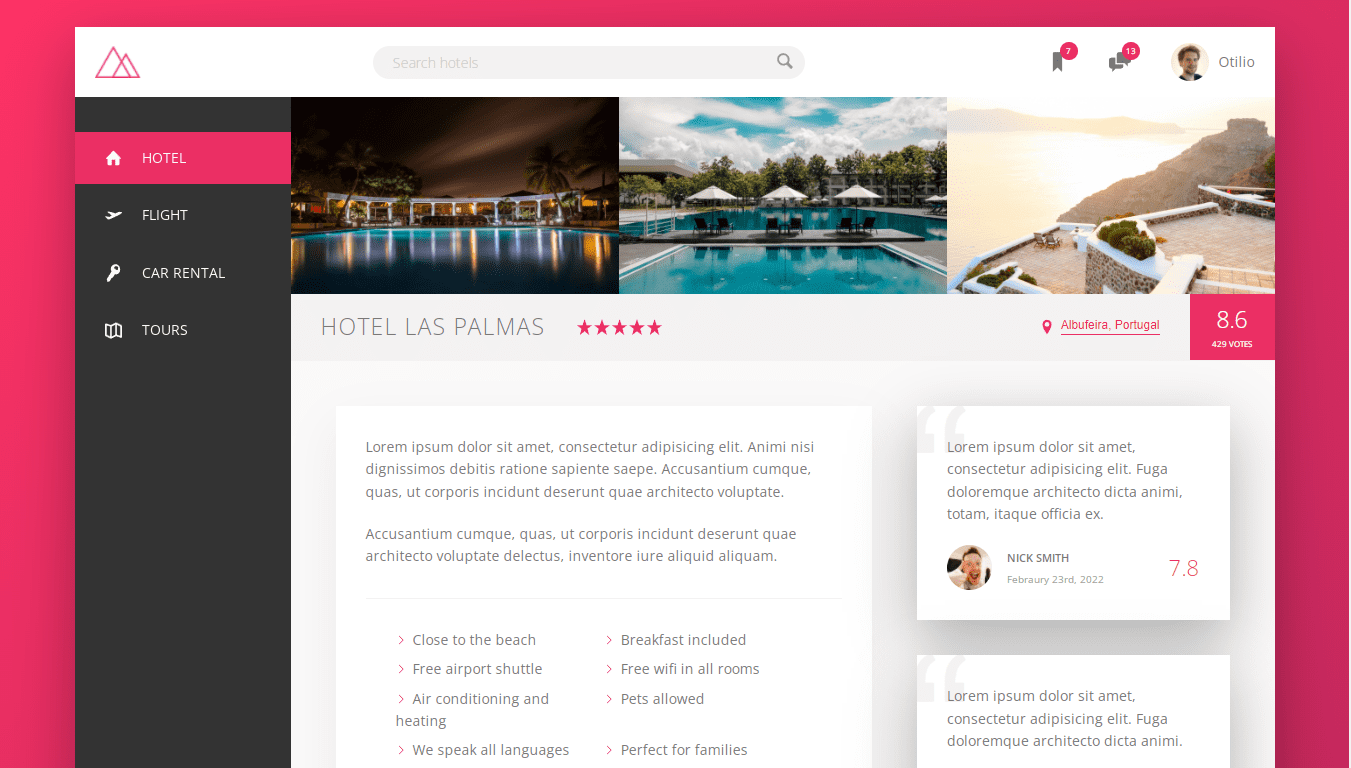 Search hotels
7
13
Otilio
HOTEL
FLIGHT
CAR RENTAL
TOURS
HOTEL LAS PALMAS
Albufeira, Portugal
8.6
429 VOTES
Lorem ipsum dolor sit amet, consectetur adipisicing elit. Animi nisi
dignissimos debitis ratione sapiente saepe. Accusantium cumque,
quas, ut corporis incidunt deserunt quae architecto voluptate.
Accusantium cumque, quas, ut corporis incidunt deserunt quae
architecto voluptate delectus, inventore iure aliquid aliquam.
Close to the beach
Breakfast included
Free airport shuttle
Free wifi in all rooms
Air conditioning and
heating
Pets allowed
We speak all languages
Perfect for families
“
Lorem ipsum dolor sit amet,
consectetur adipisicing elit. Fuga
doloremque architecto dicta animi,
totam, itaque officia ex.
NICK SMITH
Febraury 23rd, 2022
7.8
“
Lorem ipsum dolor sit amet,
consectetur adipisicing elit. Fuga
doloremque architecto dicta animi.